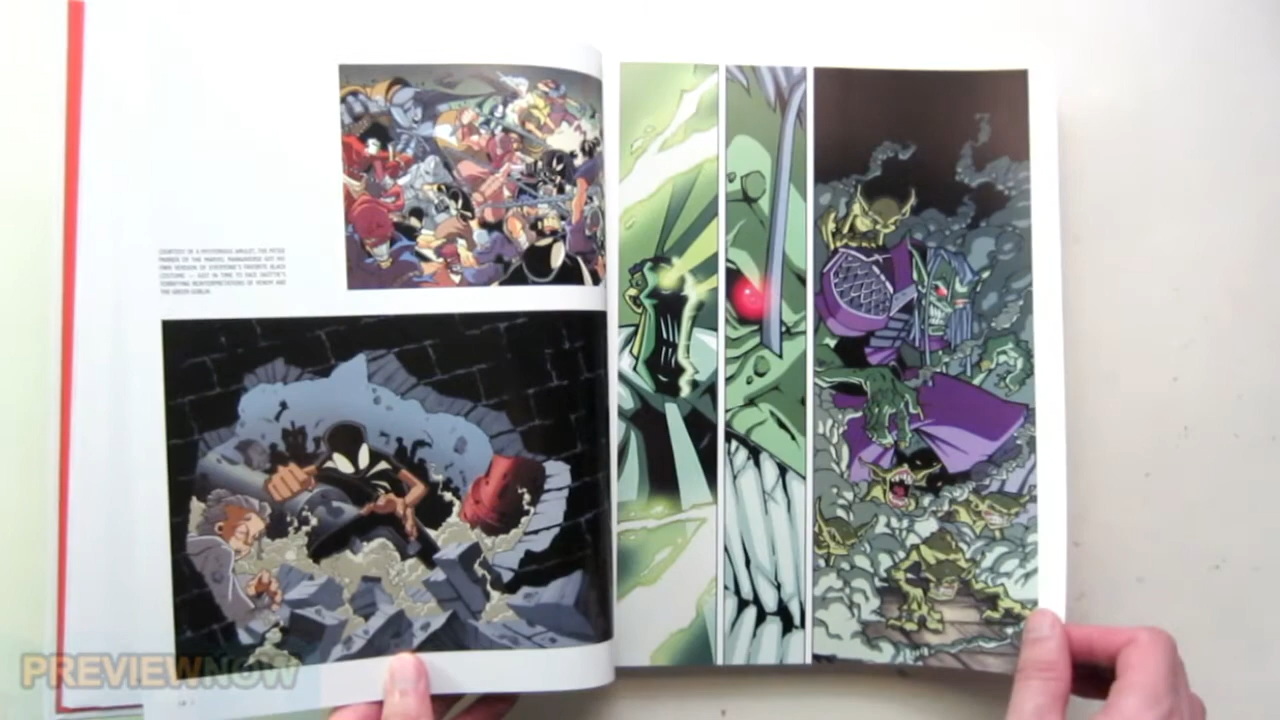 COURTESY OF A MYSTERIOUS AMULET, THE PETER
PARKER OF THE MARVEL MANGAVERSE GOT HIS
OWN VERSION OF EVERYONE'S FAVORITE BLACK
COSTUME — JUST IN TIME TO FACE SKOTTIE'S
TERRIFYING REINTERPRETATIONS OF VENOM AND
THE GREEN GOBLIN.
PREVIEWNOW